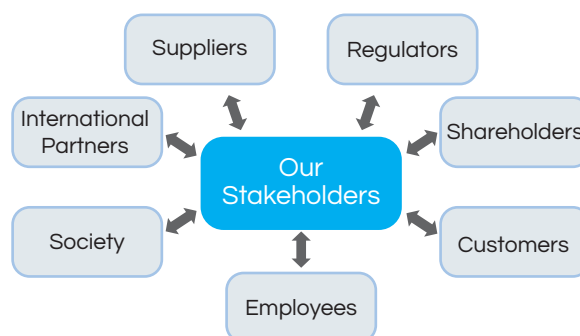 Suppliers
Regulators
International
Partners
Shareholders
Our
Stakeholders
Society
Customers
Employees